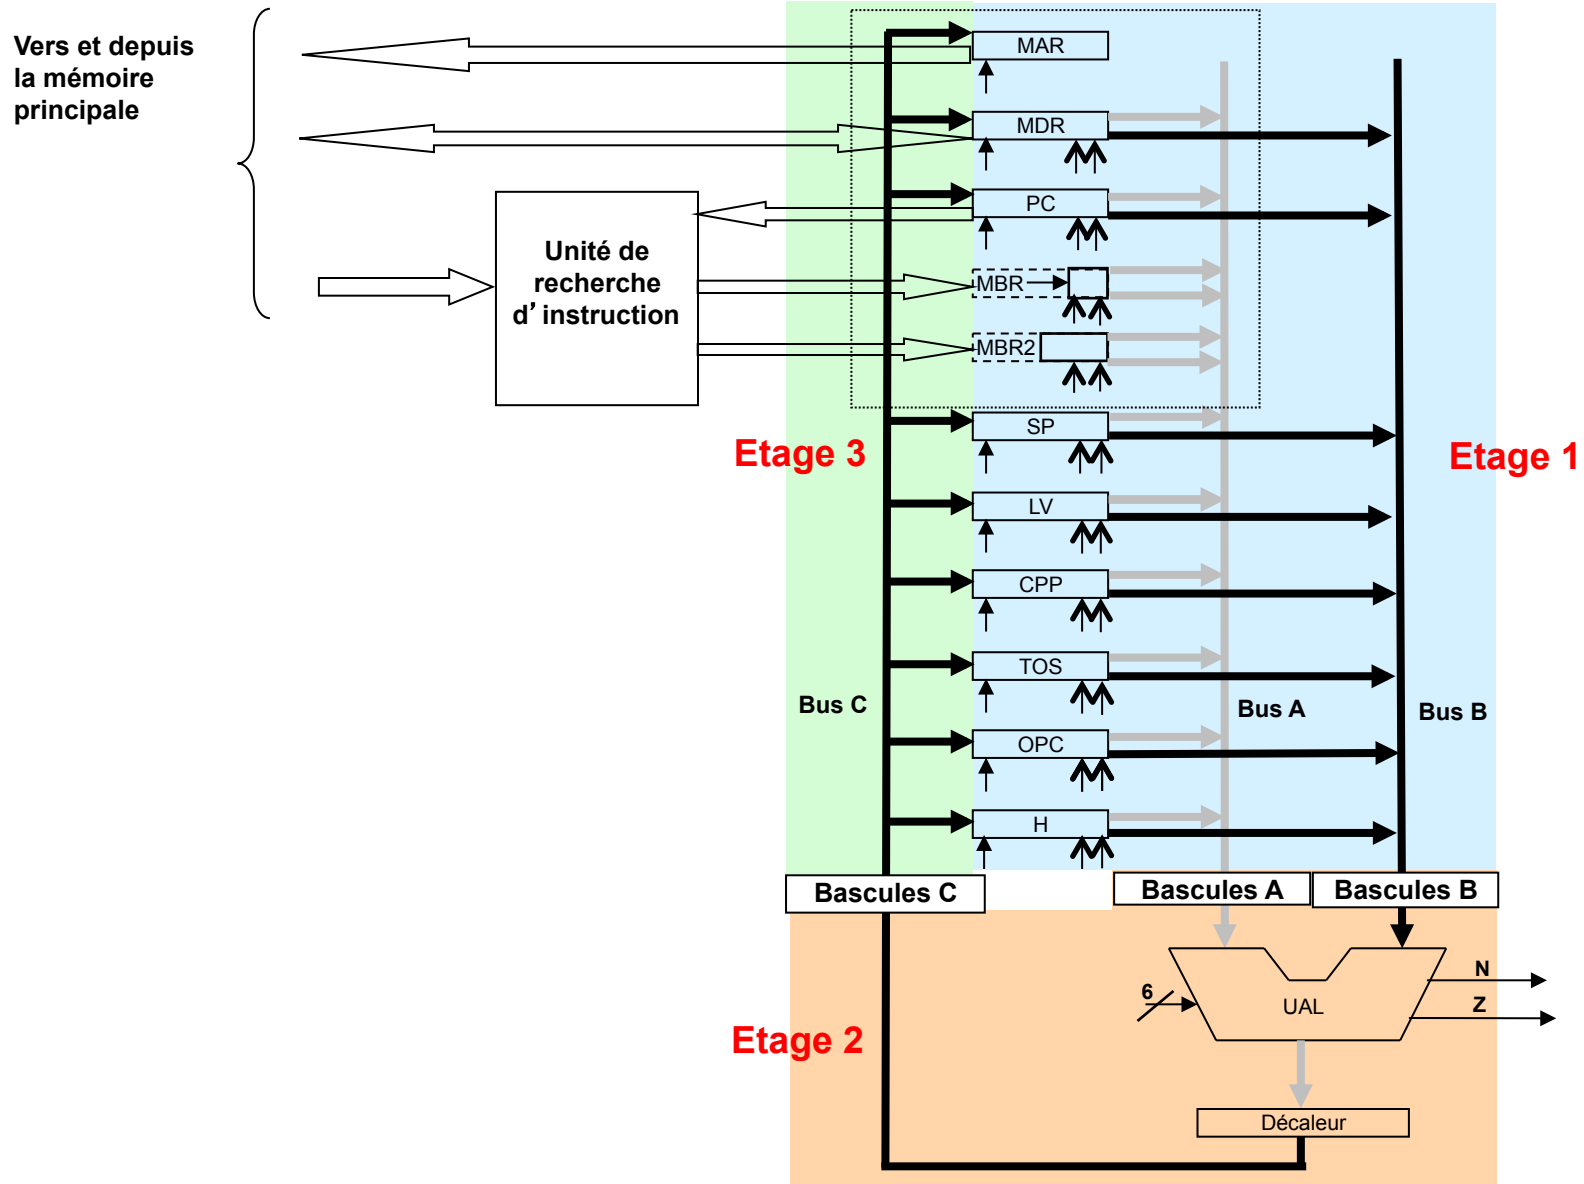 Vers et depuis
la mémoire
principale
MAR
MDR
PC
Unité de
recherche
d’instruction
MBR
MBR2
SP
Etage 3
Etage 1
LV
CPP
TOS
Bus C
Bus A
Bus B
OPC
H
Bascules C
Bascules A
Bascules B
N
6
UAL
Z
Etage 2
Décaleur